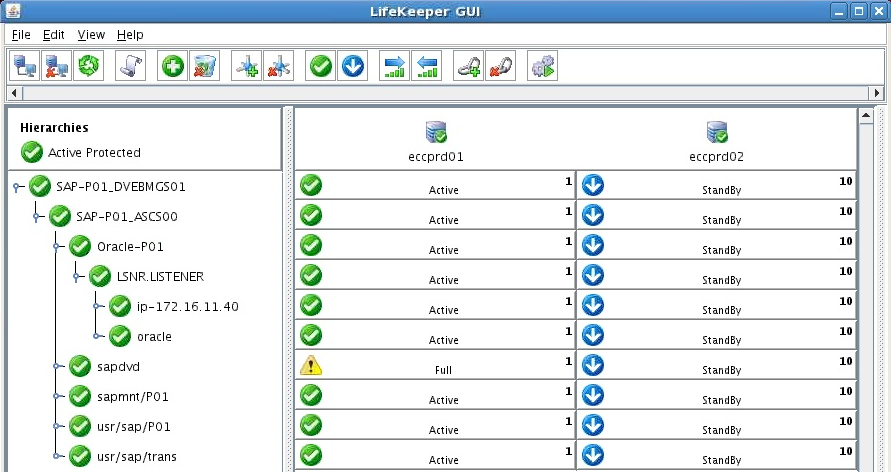 LifeKeeper GUI
File Edit View Help
Hierarchies
Active Protected
eccprd01 eccprd02
SAP-P01_DVEBMGS01 Active 1 StandBy 10
SAP-P01_ASCS00 Active 1 StandBy 10
Oracle-P01 Active 1 StandBy 10
LSNR.LISTENER Active 1 StandBy 10
ip-172.16.11.40 Active 1 StandBy 10
oracle Active 1 StandBy 10
sapdvd Full 1 StandBy 10
sapmnt/P01 Active 1 StandBy 10
usr/sap/P01 Active 1 StandBy 10
usr/sap/trans Active 1 StandBy 10